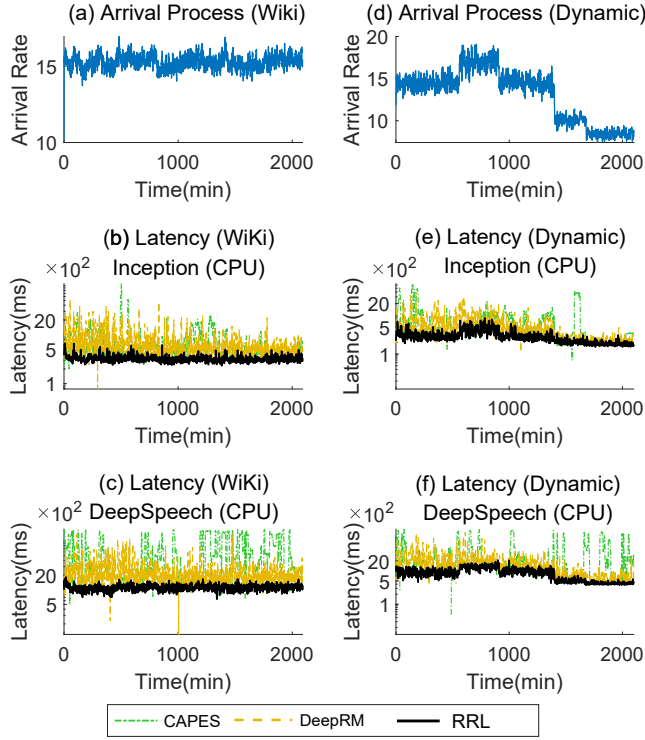 (a) Arrival Process (Wiki)
Arrival Rate
15
10
0
1000
2000
Time(min)
(d) Arrival Process (Dynamic)
Arrival Rate
20
15
10
0
1000
2000
Time(min)
(b) Latency (WiKi)
Inception (CPU)
× 10²
Latency(ms)
20
5
1
0
1000
2000
Time(min)
(e) Latency (Dynamic)
Inception (CPU)
× 10²
Latency(ms)
20
5
1
0
1000
2000
Time(min)
(c) Latency (WiKi)
DeepSpeech (CPU)
× 10²
Latency(ms)
20
5
0
1000
2000
Time(min)
(f) Latency (Dynamic)
DeepSpeech (CPU)
× 10²
Latency(ms)
20
5
1
0
1000
2000
Time(min)
CAPES
DeepRM
RRL